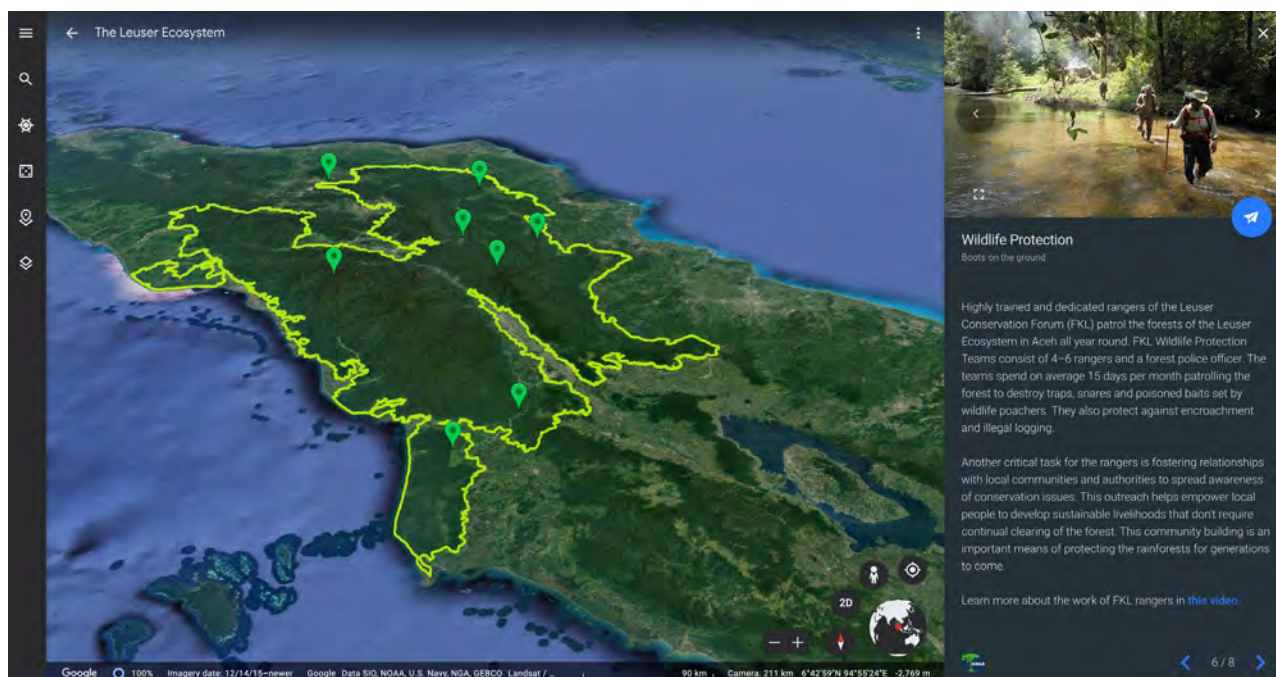 The Leuser Ecosystem
Wildlife Protection
Boots on the ground
Highly trained and dedicated rangers of the Leuser
Conservation Forum (FKL) patrol the forests of the Leuser
Ecosystem in Aceh all year round. FKL Wildlife Protection
Teams consist of 4–6 rangers and a forest police officer. The
teams spend on average 15 days per month patrolling the
forest to destroy traps, snares and poisoned baits set by
wildlife poachers. They also protect against encroachment
and illegal logging.
Another critical task for the rangers is fostering relationships
with local communities and authorities to spread awareness
of conservation issues. This outreach helps empower local
people to develop sustainable livelihoods that don't require
continual clearing of the forest. This community building is an
important means of protecting the rainforests for generations
to come.
Learn more about the work of FKL rangers in this video.
2D
Google 100% Imagery date: 12/14/15–newer Google Data SIO, NOAA, U.S. Navy, NGA, GEBCO Landsat / 90 km Camera: 211 km 6°42'59"N 94°55'24"E -2,769 m
6 / 8